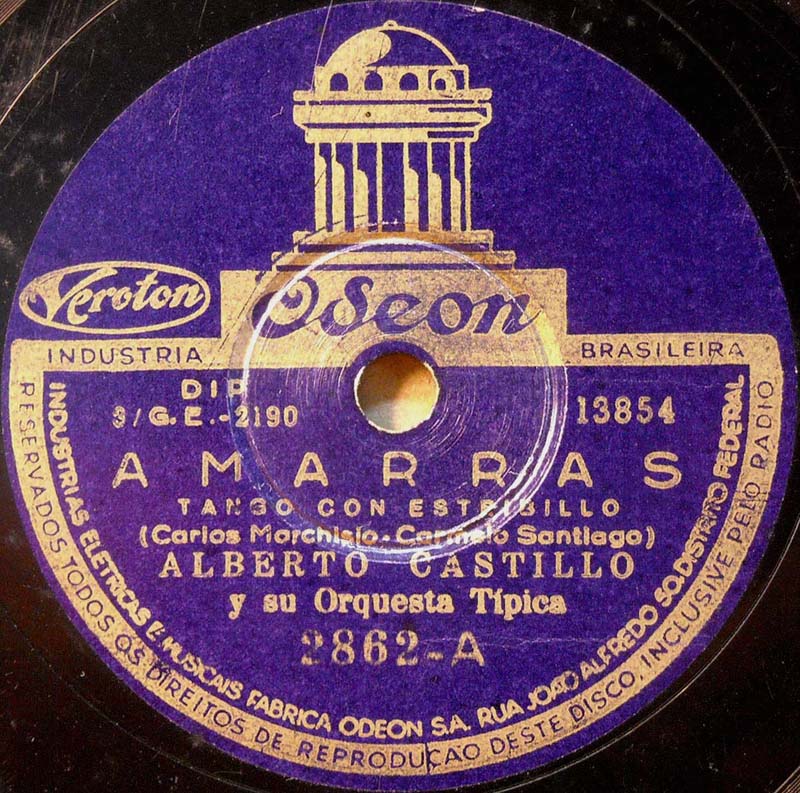 Veroton
Odeon
INDUSTRIA BRASILEIRA
DIP
3/G.E.-2190 13854
AMARRAS
TANGO CON ESTRIBILLO
(Carlos Marchisio-Carmelo Santiago)
ALBERTO CASTILLO
y su Orquesta Típica
2862-A
INDUSTRIAS ELETRICAS E MUSICAIS FABRICA ODEON S.A. RUA JOÃO ALFREDO 50.DISTRITO FEDERAL
RESERVADOS TODOS OS DIREITOS DE REPRODUÇÃO DESTE DISCO, INCLUSIVE PELO RADIO